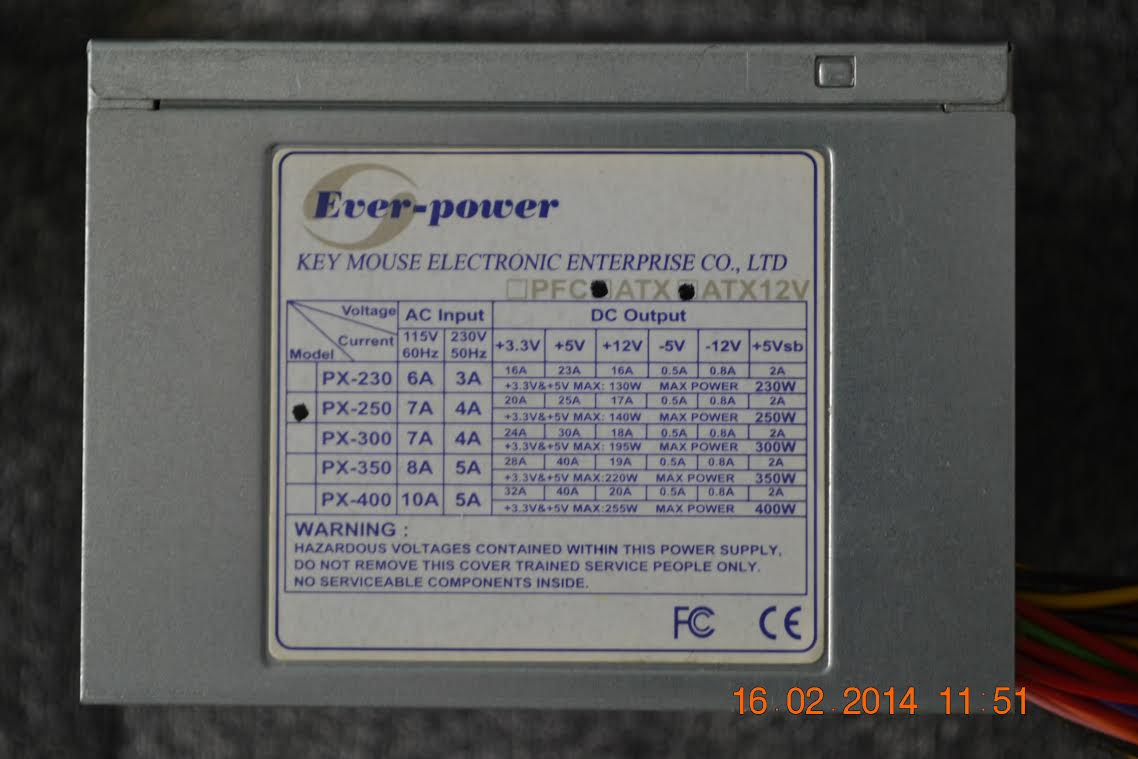 Ever-power
KEY MOUSE ELECTRONIC ENTERPRISE CO., LTD
PFC ATX ATX12V
Voltage Current Model AC Input DC Output
115V 60Hz 230V 50Hz +3.3V +5V +12V -5V -12V +5Vsb
PX-230 6A 3A 16A 23A 16A 0.5A 0.8A 2A
+3.3V&+5V MAX: 130W MAX POWER 230W
PX-250 7A 4A 20A 25A 17A 0.5A 0.8A 2A
+3.3V&+5V MAX: 140W MAX POWER 250W
PX-300 7A 4A 24A 30A 18A 0.5A 0.8A 2A
+3.3V&+5V MAX: 195W MAX POWER 300W
PX-350 8A 5A 28A 40A 19A 0.5A 0.8A 2A
+3.3V&+5V MAX:220W MAX POWER 350W
PX-400 10A 5A 32A 40A 20A 0.5A 0.8A 2A
+3.3V&+5V MAX:255W MAX POWER 400W
WARNING :
HAZARDOUS VOLTAGES CONTAINED WITHIN THIS POWER SUPPLY,
DO NOT REMOVE THIS COVER TRAINED SERVICE PEOPLE ONLY.
NO SERVICEABLE COMPONENTS INSIDE.
FC CE
16.02.2014 11:51